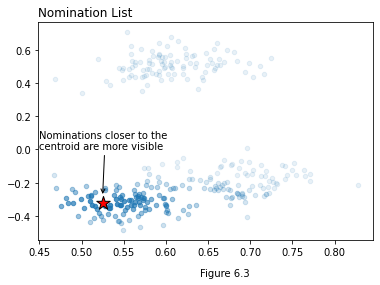 Nomination List
0.6
0.4
0.2
0.0
−0.2
−0.4
Nominations closer to the
centroid are more visible
0.45 0.50 0.55 0.60 0.65 0.70 0.75 0.80
Figure 6.3